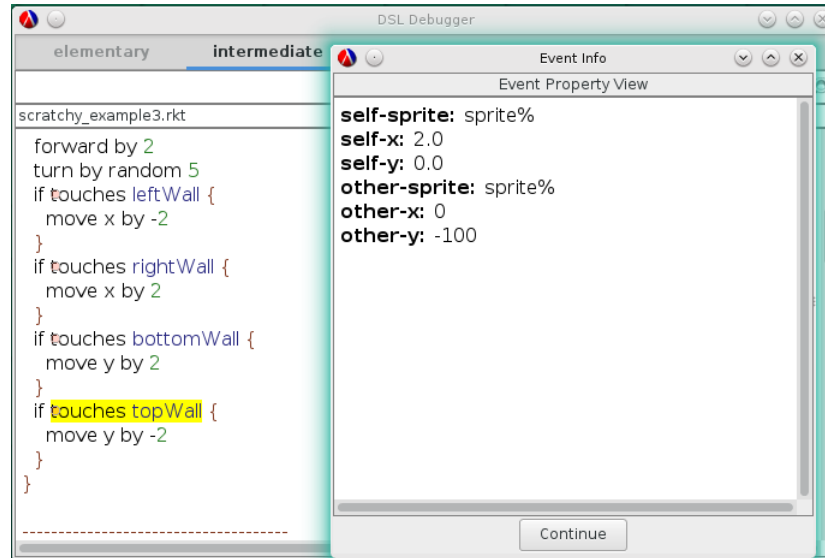 DSL Debugger
elementary
intermediate
scratchy_example3.rkt
forward by 2
turn by random 5
if touches leftWall {
move x by -2
}
if touches rightWall {
move x by 2
}
if touches bottomWall {
move y by 2
}
if touches topWall {
move y by -2
}
}
------------------------------------
Event Info
Event Property View
self-sprite: sprite%
self-x: 2.0
self-y: 0.0
other-sprite: sprite%
other-x: 0
other-y: -100
Continue